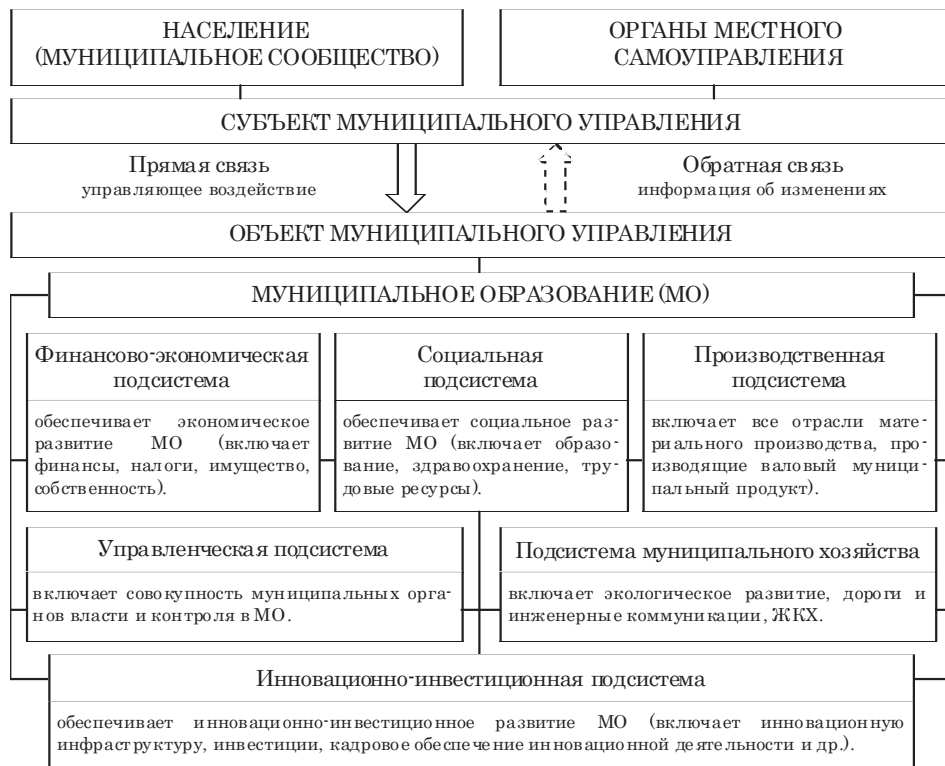 НАСЕЛЕНИЕ
(МУНИЦИПАЛЬНОЕ СООБЩЕСТВО)
ОРГАНЫ МЕСТНОГО
САМОУПРАВЛЕНИЯ
СУБЪЕКТ МУНИЦИПАЛЬНОГО УПРАВЛЕНИЯ
Прямая связь
управляющее воздействие
Обратная связь
информация об изменениях
ОБЪЕКТ МУНИЦИПАЛЬНОГО УПРАВЛЕНИЯ
МУНИЦИПАЛЬНОЕ ОБРАЗОВАНИЕ (МО)
Финансово-экономическая
подсистема
обеспечивает экономическое
развитие МО (включает
финансы, налоги, имущество,
собственность).
Социальная
подсистема
обеспечивает социальное раз-
витие МО (включает образо-
вание, здравоохранение, тру-
довые ресурсы).
Производственная
подсистема
включает все отрасли мате-
риального производства, про-
изводящие валовый муници-
пальный продукт).
Управленческая подсистема
включает совокупность муниципальных орга-
нов власти и контроля в МО.
Подсистема муниципального хозяйства
включает экологическое развитие, дороги и
инженерные коммуникации, ЖКХ.
Инновационно-инвестиционная подсистема
обеспечивает инновационно-инвестиционное развитие МО (включает инновационную
инфраструктуру, инвестиции, кадровое обеспечение инновационной деятельности и др.).